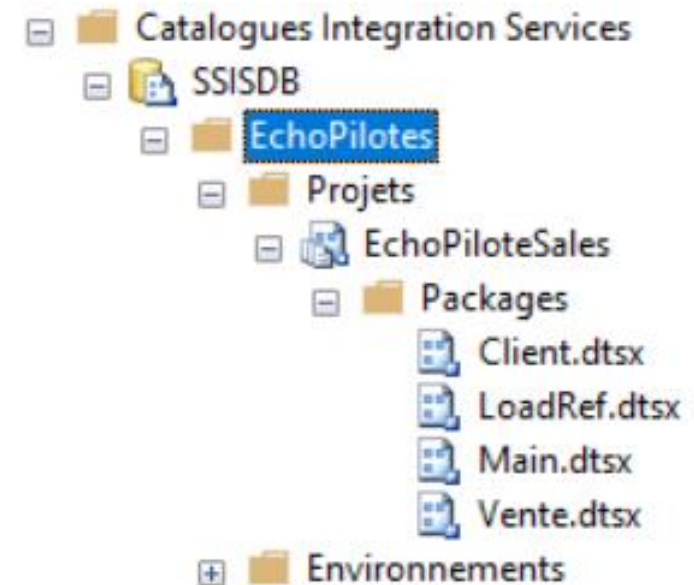 Catalogues Integration Services
SSISDB
EchoPilotes
Projets
EchoPiloteSales
Packages
Client.dtsx
LoadRef.dtsx
Main.dtsx
Vente.dtsx
Environnements